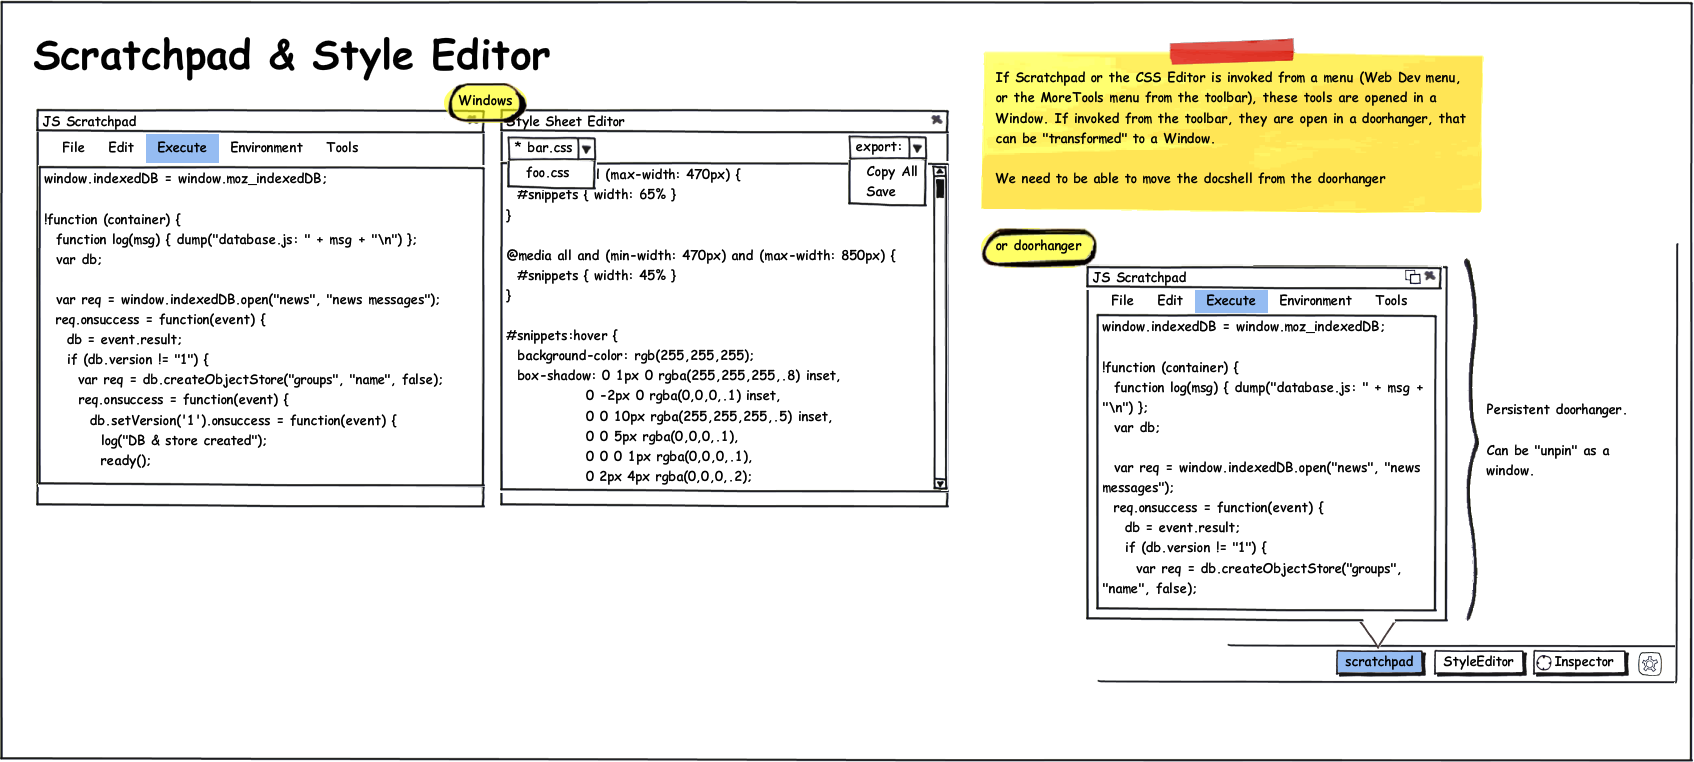 Scratchpad & Style Editor
Windows
JS Scratchpad
File Edit Execute Environment Tools
window.indexedDB = window.moz_indexedDB;
!function (container) {
function log(msg) { dump("database.js: " + msg + "\n") };
var db;
var req = window.indexedDB.open("news", "news messages");
req.onsuccess = function(event) {
db = event.result;
if (db.version != "1") {
var req = db.createObjectStore("groups", "name", false);
req.onsuccess = function(event) {
db.setVersion('1').onsuccess = function(event) {
log("DB & store created");
ready();
Style Sheet Editor
* bar.css
foo.css
export:
Copy All
Save
l (max-width: 470px) {
#snippets { width: 65% }
}
@media all and (min-width: 470px) and (max-width: 850px) {
#snippets { width: 45% }
}
#snippets:hover {
background-color: rgb(255,255,255);
box-shadow: 0 1px 0 rgba(255,255,255,.8) inset,
0 -2px 0 rgba(0,0,0,.1) inset,
0 0 10px rgba(255,255,255,.5) inset,
0 0 5px rgba(0,0,0,.1),
0 0 0 1px rgba(0,0,0,.1),
0 2px 4px rgba(0,0,0,.2);
If Scratchpad or the CSS Editor is invoked from a menu (Web Dev menu,
or the MoreTools menu from the toolbar), these tools are opened in a
Window. If invoked from the toolbar, they are open in a doorhanger, that
can be "transformed" to a Window.
We need to be able to move the docshell from the doorhanger
or doorhanger
JS Scratchpad
File Edit Execute Environment Tools
window.indexedDB = window.moz_indexedDB;
!function (container) {
function log(msg) { dump("database.js: " + msg +
"\n") };
var db;
var req = window.indexedDB.open("news", "news
messages");
req.onsuccess = function(event) {
db = event.result;
if (db.version != "1") {
var req = db.createObjectStore("groups",
"name", false);
Persistent doorhanger.
Can be "unpin" as a
window.
scratchpad StyleEditor Inspector